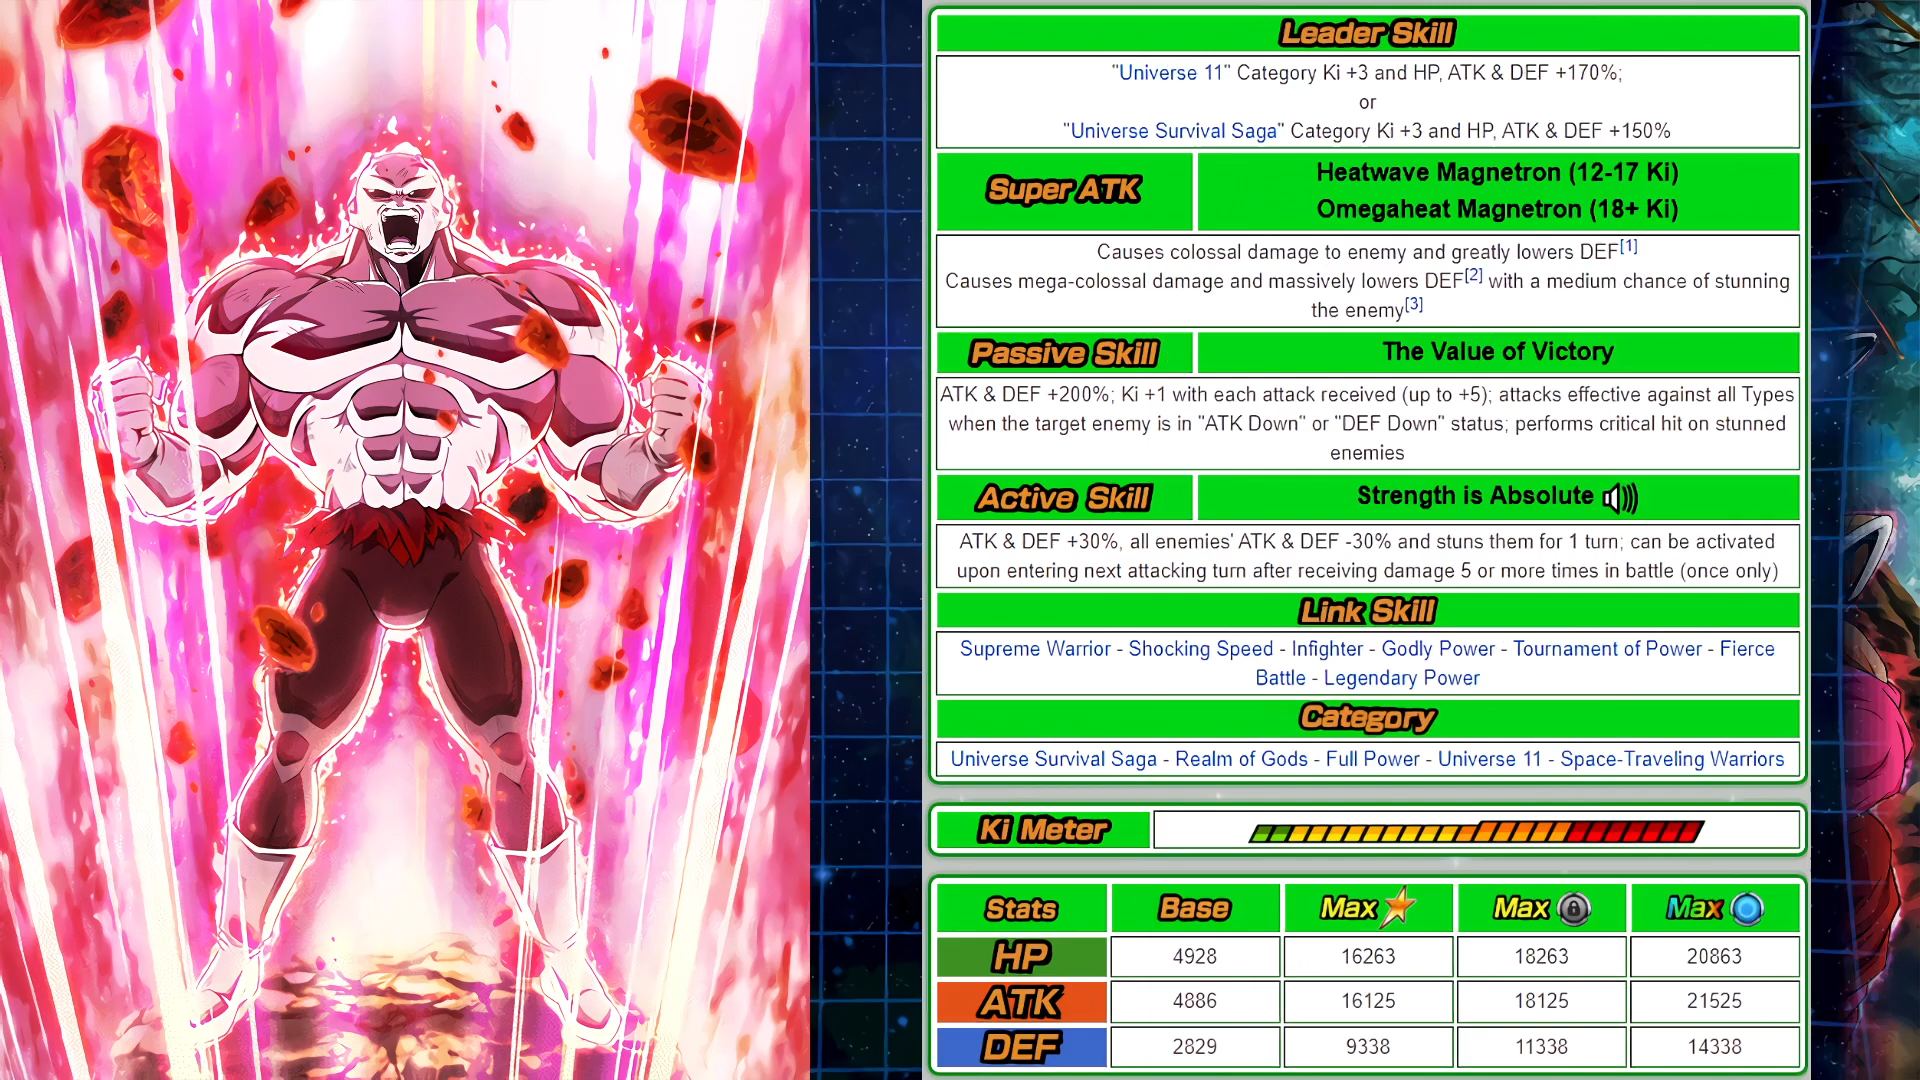 Leader Skill
"Universe 11" Category Ki +3 and HP, ATK & DEF +170%;
or
"Universe Survival Saga" Category Ki +3 and HP, ATK & DEF +150%
Super ATK
Heatwave Magnetron (12-17 Ki)
Omegaheat Magnetron (18+ Ki)
Causes colossal damage to enemy and greatly lowers DEF[1]
Causes mega-colossal damage and massively lowers DEF[2] with a medium chance of stunning
the enemy[3]
Passive Skill
The Value of Victory
ATK & DEF +200%; Ki +1 with each attack received (up to +5); attacks effective against all Types
when the target enemy is in "ATK Down" or "DEF Down" status; performs critical hit on stunned
enemies
Active Skill
Strength is Absolute
ATK & DEF +30%, all enemies' ATK & DEF -30% and stuns them for 1 turn; can be activated
upon entering next attacking turn after receiving damage 5 or more times in battle (once only)
Link Skill
Supreme Warrior - Shocking Speed - Infighter - Godly Power - Tournament of Power - Fierce
Battle - Legendary Power
Category
Universe Survival Saga - Realm of Gods - Full Power - Universe 11 - Space-Traveling Warriors
Ki Meter
Stats Base Max Max Max
HP 4928 16263 18263 20863
ATK 4886 16125 18125 21525
DEF 2829 9338 11338 14338